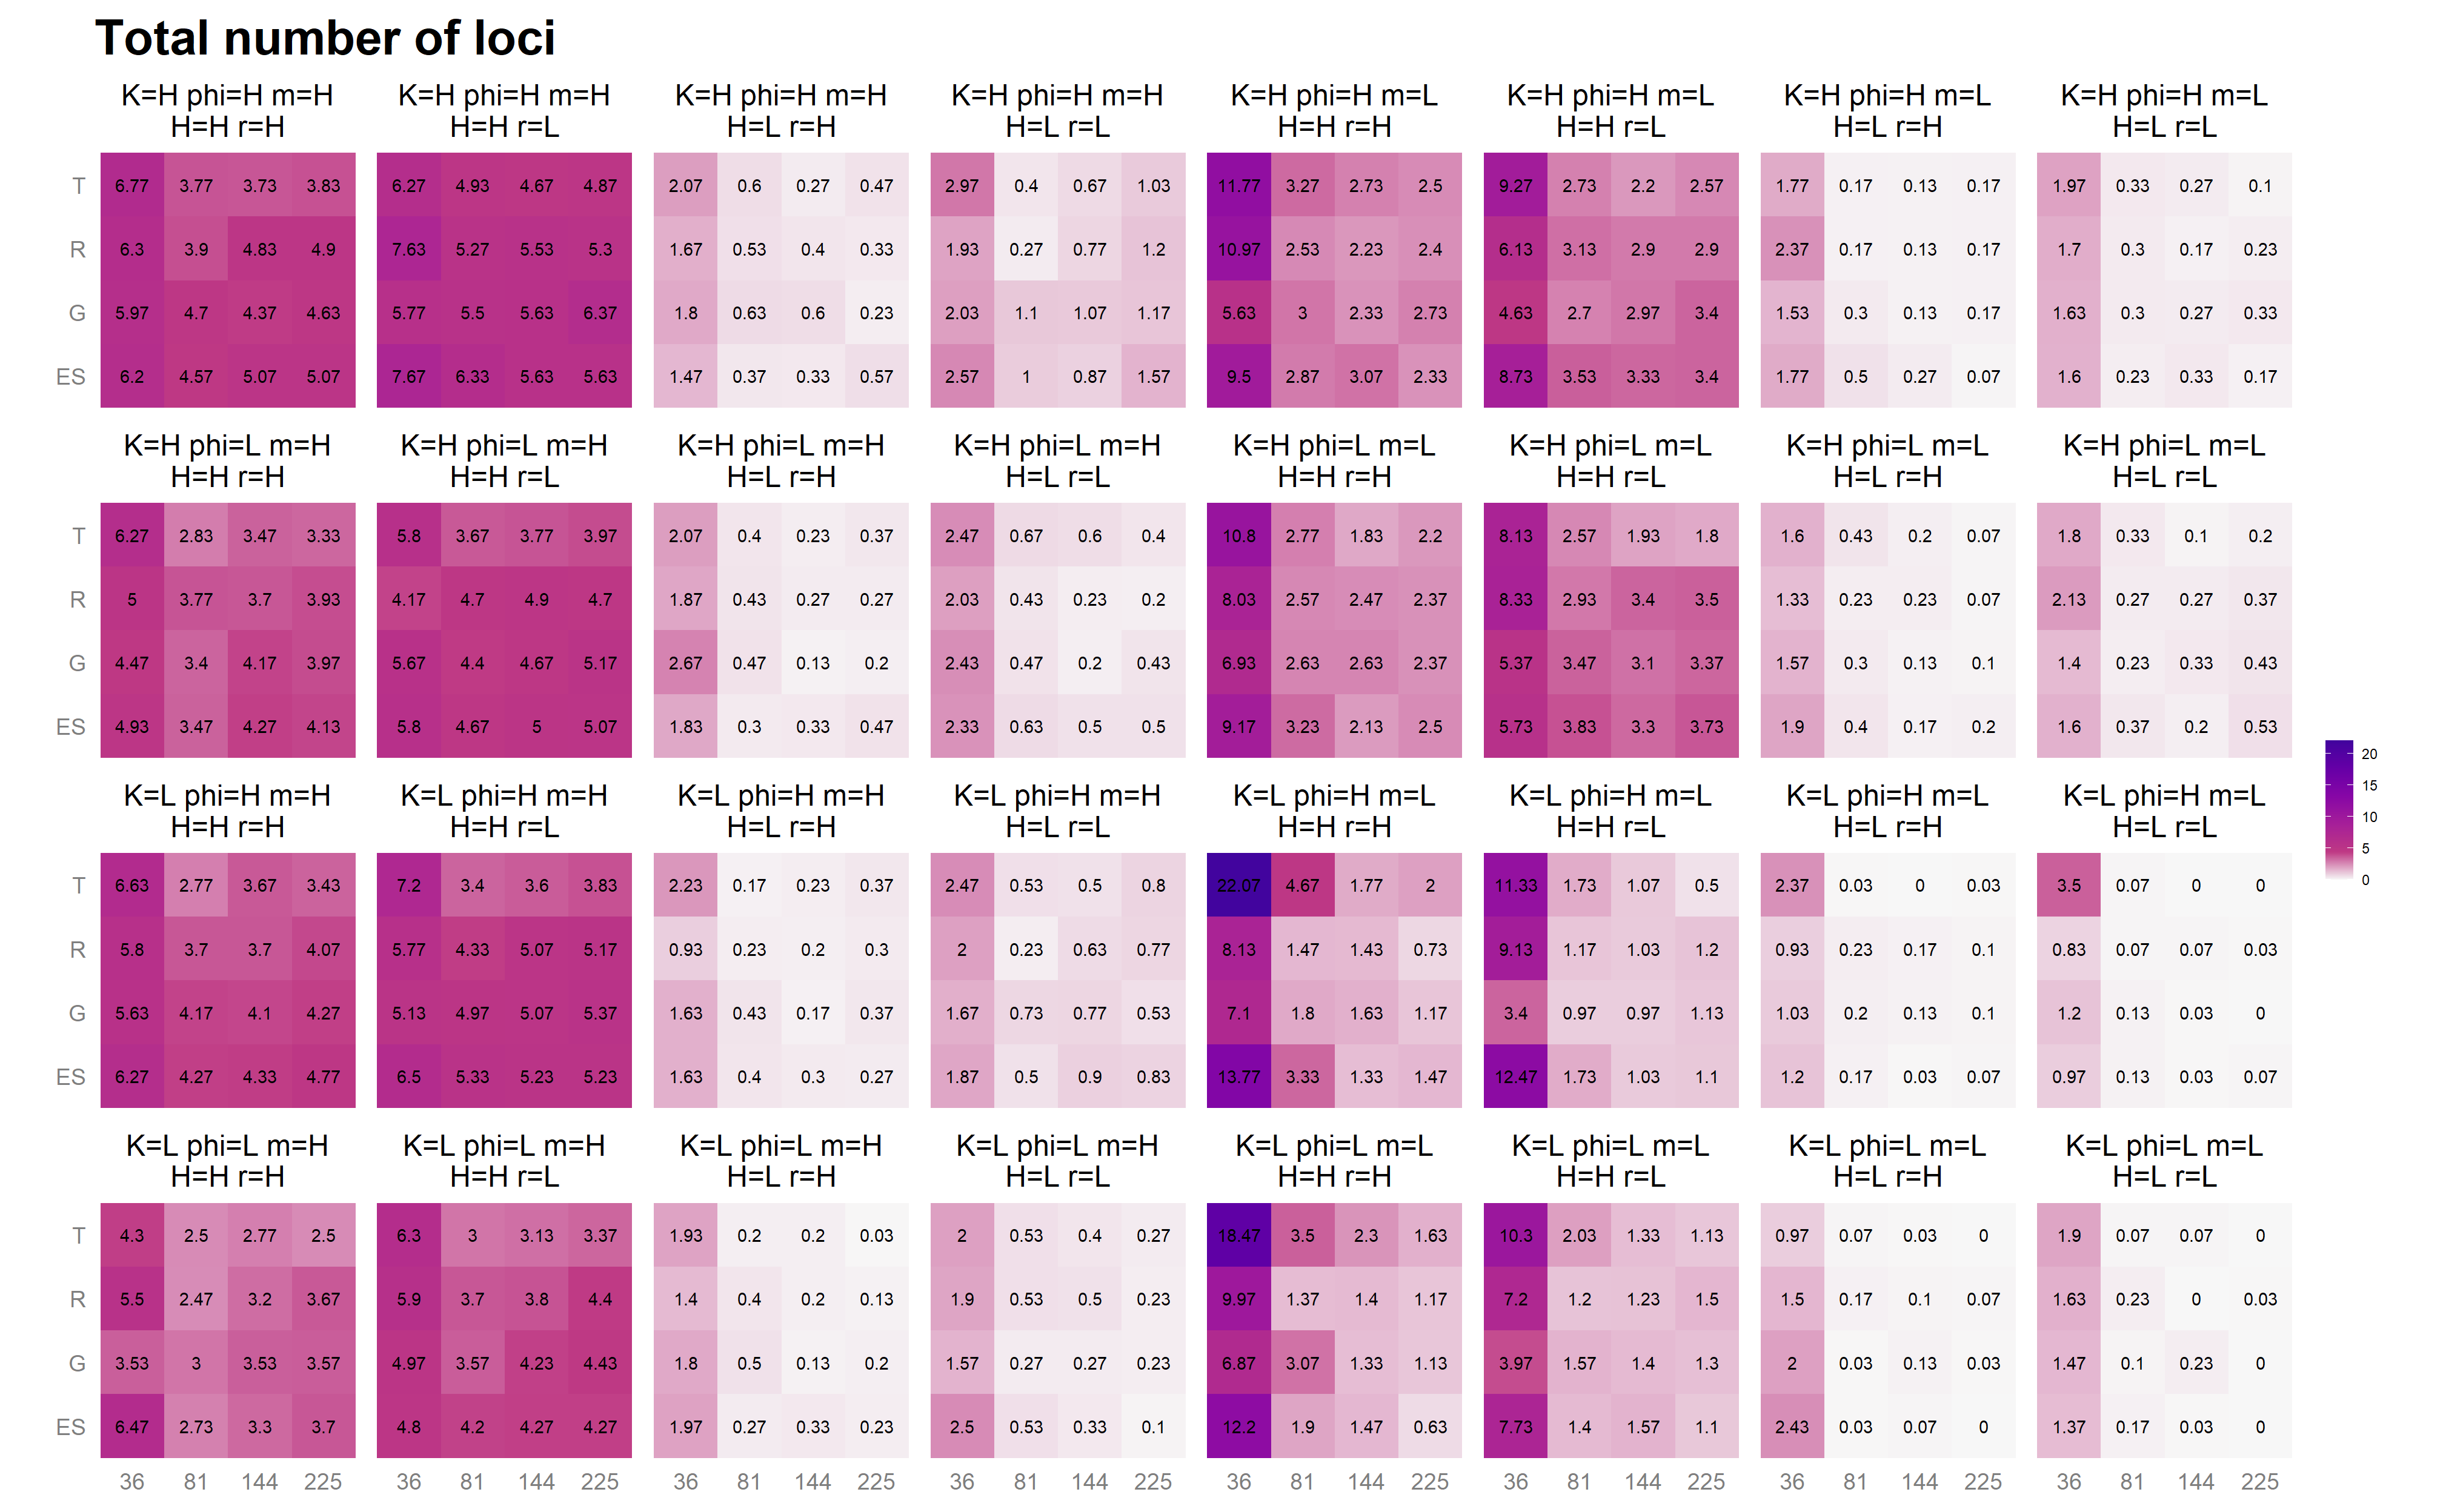 Total number of loci
K=H phi=H m=H K=H phi=H m=H K=H phi=H m=H K=H phi=H m=H K=H phi=H m=L K=H phi=H m=L K=H phi=H m=L K=H phi=H m=L
H=H r=H H=H r=L H=L r=H H=L r=L H=H r=H H=H r=L H=L r=H H=L r=L
T 6.77 3.77 3.73 3.83 6.27 4.93 4.67 4.87 2.07 0.6 0.27 0.47 2.97 0.4 0.67 1.03 11.77 3.27 2.73 2.5 9.27 2.73 2.2 2.57 1.77 0.17 0.13 0.17 1.97 0.33 0.27 0.1
R 6.3 3.9 4.83 4.9 7.63 5.27 5.53 5.3 1.67 0.53 0.4 0.33 1.93 0.27 0.77 1.2 10.97 2.53 2.23 2.4 6.13 3.13 2.9 2.9 2.37 0.17 0.13 0.17 1.7 0.3 0.17 0.23
G 5.97 4.7 4.37 4.63 5.77 5.5 5.63 6.37 1.8 0.63 0.6 0.23 2.03 1.1 1.07 1.17 5.63 3 2.33 2.73 4.63 2.7 2.97 3.4 1.53 0.3 0.13 0.17 1.63 0.3 0.27 0.33
ES 6.2 4.57 5.07 5.07 7.67 6.33 5.63 5.63 1.47 0.37 0.33 0.57 2.57 1 0.87 1.57 9.5 2.87 3.07 2.33 8.73 3.53 3.33 3.4 1.77 0.5 0.27 0.07 1.6 0.23 0.33 0.17
K=H phi=L m=H K=H phi=L m=H K=H phi=L m=H K=H phi=L m=H K=H phi=L m=L K=H phi=L m=L K=H phi=L m=L K=H phi=L m=L
H=H r=H H=H r=L H=L r=H H=L r=L H=H r=H H=H r=L H=L r=H H=L r=L
T 6.27 2.83 3.47 3.33 5.8 3.67 3.77 3.97 2.07 0.4 0.23 0.37 2.47 0.67 0.6 0.4 10.8 2.77 1.83 2.2 8.13 2.57 1.93 1.8 1.6 0.43 0.2 0.07 1.8 0.33 0.1 0.2
R 5 3.77 3.7 3.93 4.17 4.7 4.9 4.7 1.87 0.43 0.27 0.27 2.03 0.43 0.23 0.2 8.03 2.57 2.47 2.37 8.33 2.93 3.4 3.5 1.33 0.23 0.23 0.07 2.13 0.27 0.27 0.37
G 4.47 3.4 4.17 3.97 5.67 4.4 4.67 5.17 2.67 0.47 0.13 0.2 2.43 0.47 0.2 0.43 6.93 2.63 2.63 2.37 5.37 3.47 3.1 3.37 1.57 0.3 0.13 0.1 1.4 0.23 0.33 0.43
ES 4.93 3.47 4.27 4.13 5.8 4.67 5 5.07 1.83 0.3 0.33 0.47 2.33 0.63 0.5 0.5 9.17 3.23 2.13 2.5 5.73 3.83 3.3 3.73 1.9 0.4 0.17 0.2 1.6 0.37 0.2 0.53
K=L phi=H m=H K=L phi=H m=H K=L phi=H m=H K=L phi=H m=H K=L phi=H m=L K=L phi=H m=L K=L phi=H m=L K=L phi=H m=L
H=H r=H H=H r=L H=L r=H H=L r=L H=H r=H H=H r=L H=L r=H H=L r=L
T 6.63 2.77 3.67 3.43 7.2 3.4 3.6 3.83 2.23 0.17 0.23 0.37 2.47 0.53 0.5 0.8 22.07 4.67 1.77 2 11.33 1.73 1.07 0.5 2.37 0.03 0 0.03 3.5 0.07 0 0
R 5.8 3.7 3.7 4.07 5.77 4.33 5.07 5.17 0.93 0.23 0.2 0.3 2 0.23 0.63 0.77 8.13 1.47 1.43 0.73 9.13 1.17 1.03 1.2 0.93 0.23 0.17 0.1 0.83 0.07 0.07 0.03
G 5.63 4.17 4.1 4.27 5.13 4.97 5.07 5.37 1.63 0.43 0.17 0.37 1.67 0.73 0.77 0.53 7.1 1.8 1.63 1.17 3.4 0.97 0.97 1.13 1.03 0.2 0.13 0.1 1.2 0.13 0.03 0
ES 6.27 4.27 4.33 4.77 6.5 5.33 5.23 5.23 1.63 0.4 0.3 0.27 1.87 0.5 0.9 0.83 13.77 3.33 1.33 1.47 12.47 1.73 1.03 1.1 1.2 0.17 0.03 0.07 0.97 0.13 0.03 0.07
K=L phi=L m=H K=L phi=L m=H K=L phi=L m=H K=L phi=L m=H K=L phi=L m=L K=L phi=L m=L K=L phi=L m=L K=L phi=L m=L
H=H r=H H=H r=L H=L r=H H=L r=L H=H r=H H=H r=L H=L r=H H=L r=L
T 4.3 2.5 2.77 2.5 6.3 3 3.13 3.37 1.93 0.2 0.2 0.03 2 0.53 0.4 0.27 18.47 3.5 2.3 1.63 10.3 2.03 1.33 1.13 0.97 0.07 0.03 0 1.9 0.07 0.07 0
R 5.5 2.47 3.2 3.67 5.9 3.7 3.8 4.4 1.4 0.4 0.2 0.13 1.9 0.53 0.5 0.23 9.97 1.37 1.4 1.17 7.2 1.2 1.23 1.5 1.5 0.17 0.1 0.07 1.63 0.23 0 0.03
G 3.53 3 3.53 3.57 4.97 3.57 4.23 4.43 1.8 0.5 0.13 0.2 1.57 0.27 0.27 0.23 6.87 3.07 1.33 1.13 3.97 1.57 1.4 1.3 2 0.03 0.13 0.03 1.47 0.1 0.23 0
ES 6.47 2.73 3.3 3.7 4.8 4.2 4.27 4.27 1.97 0.27 0.33 0.23 2.5 0.53 0.33 0.1 12.2 1.9 1.47 0.63 7.73 1.4 1.57 1.1 2.43 0.03 0.07 0 1.37 0.17 0.03 0
36 81 144 225 36 81 144 225 36 81 144 225 36 81 144 225 36 81 144 225 36 81 144 225 36 81 144 225 36 81 144 225
20
15
10
5
0